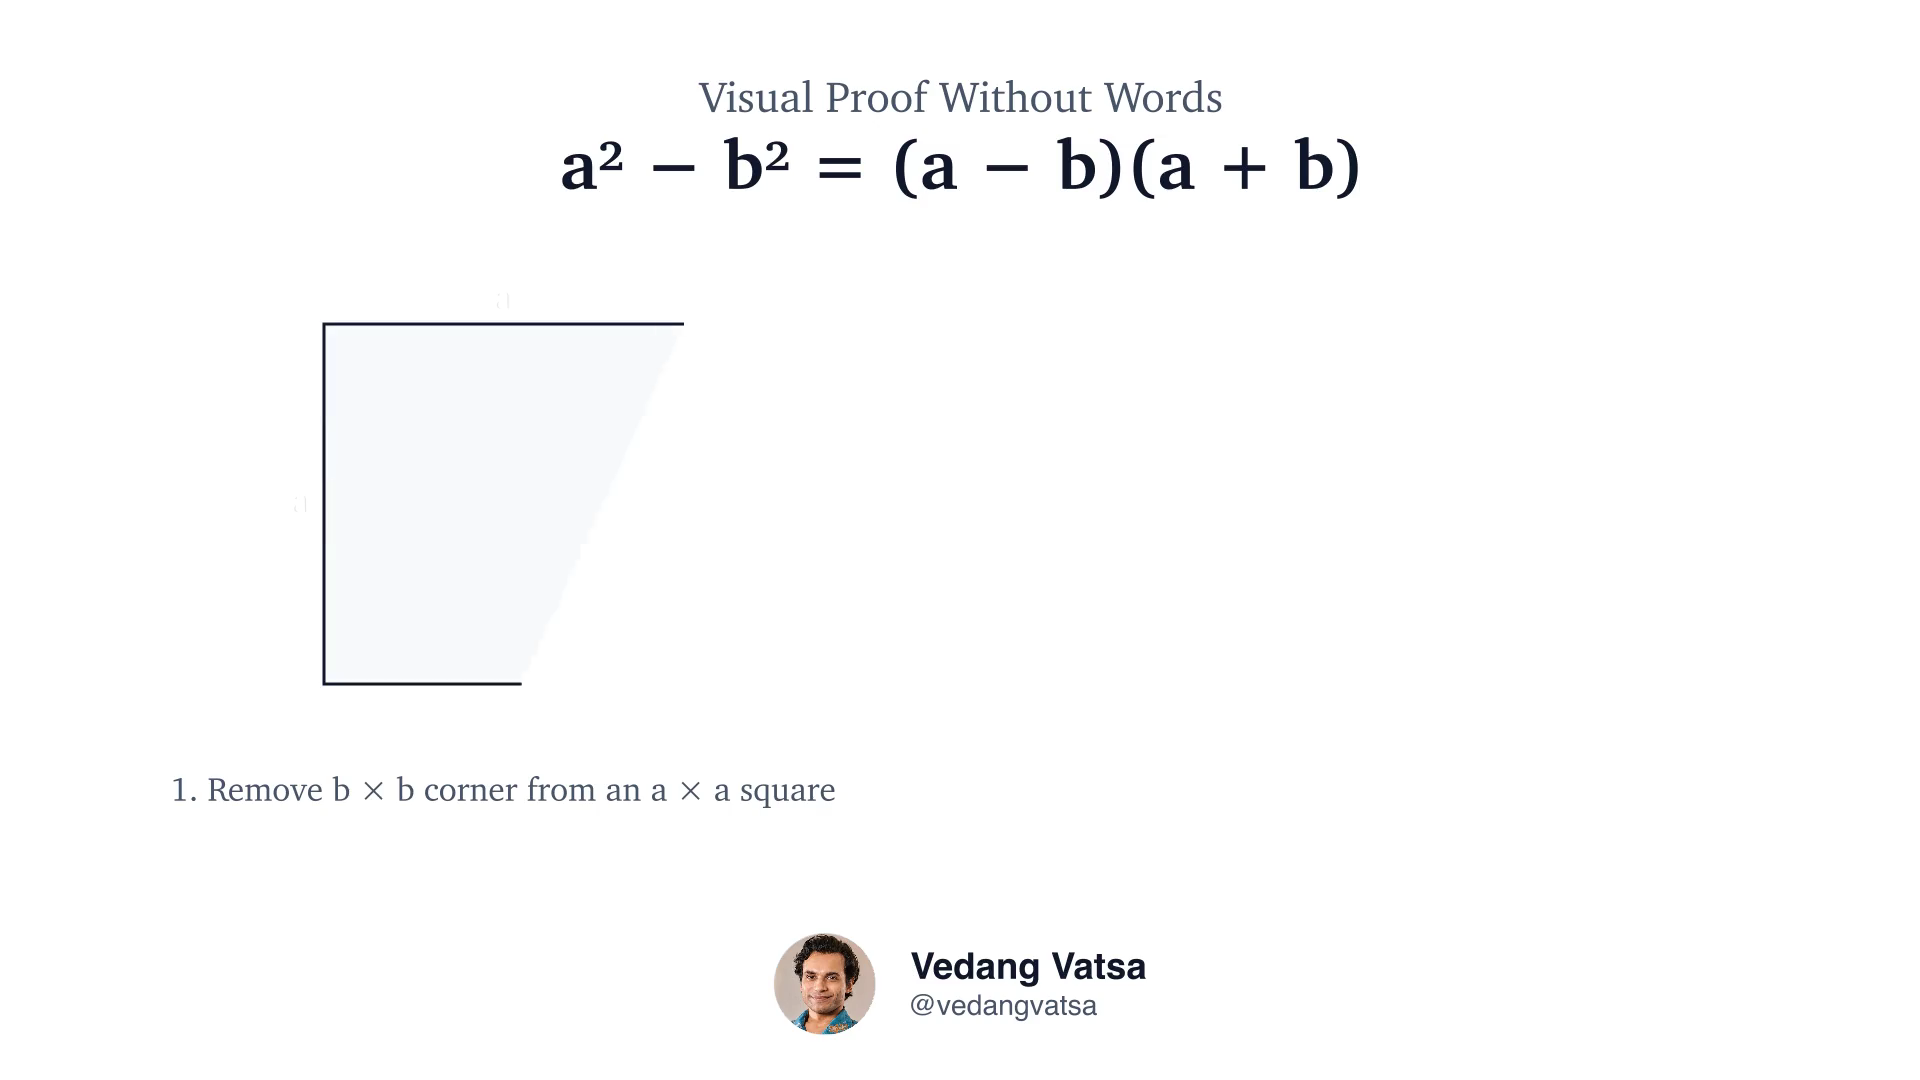 Visual Proof Without Words
a² − b² = (a − b)(a + b)
a
a
1. Remove b × b corner from an a × a square
Vedang Vatsa
@vedangvatsa